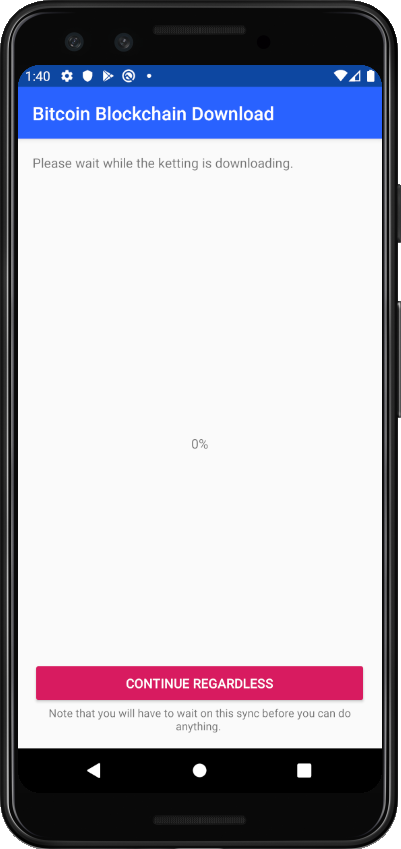 1:40
Bitcoin Blockchain Download
Please wait while the ketting is downloading.
0%
CONTINUE REGARDLESS
Note that you will have to wait on this sync before you can do
anything.